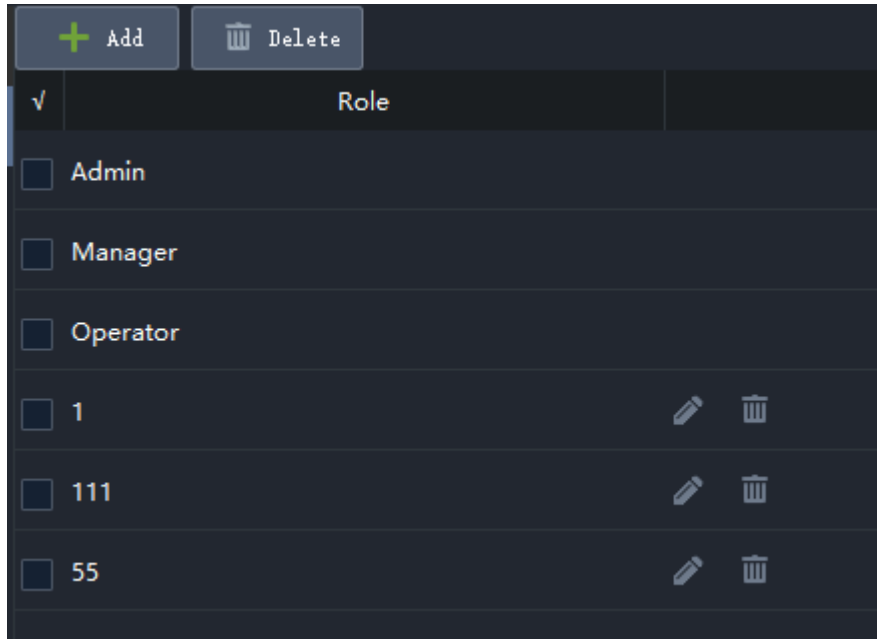 Add Delete
√ Role
Admin
Manager
Operator
1
111
55